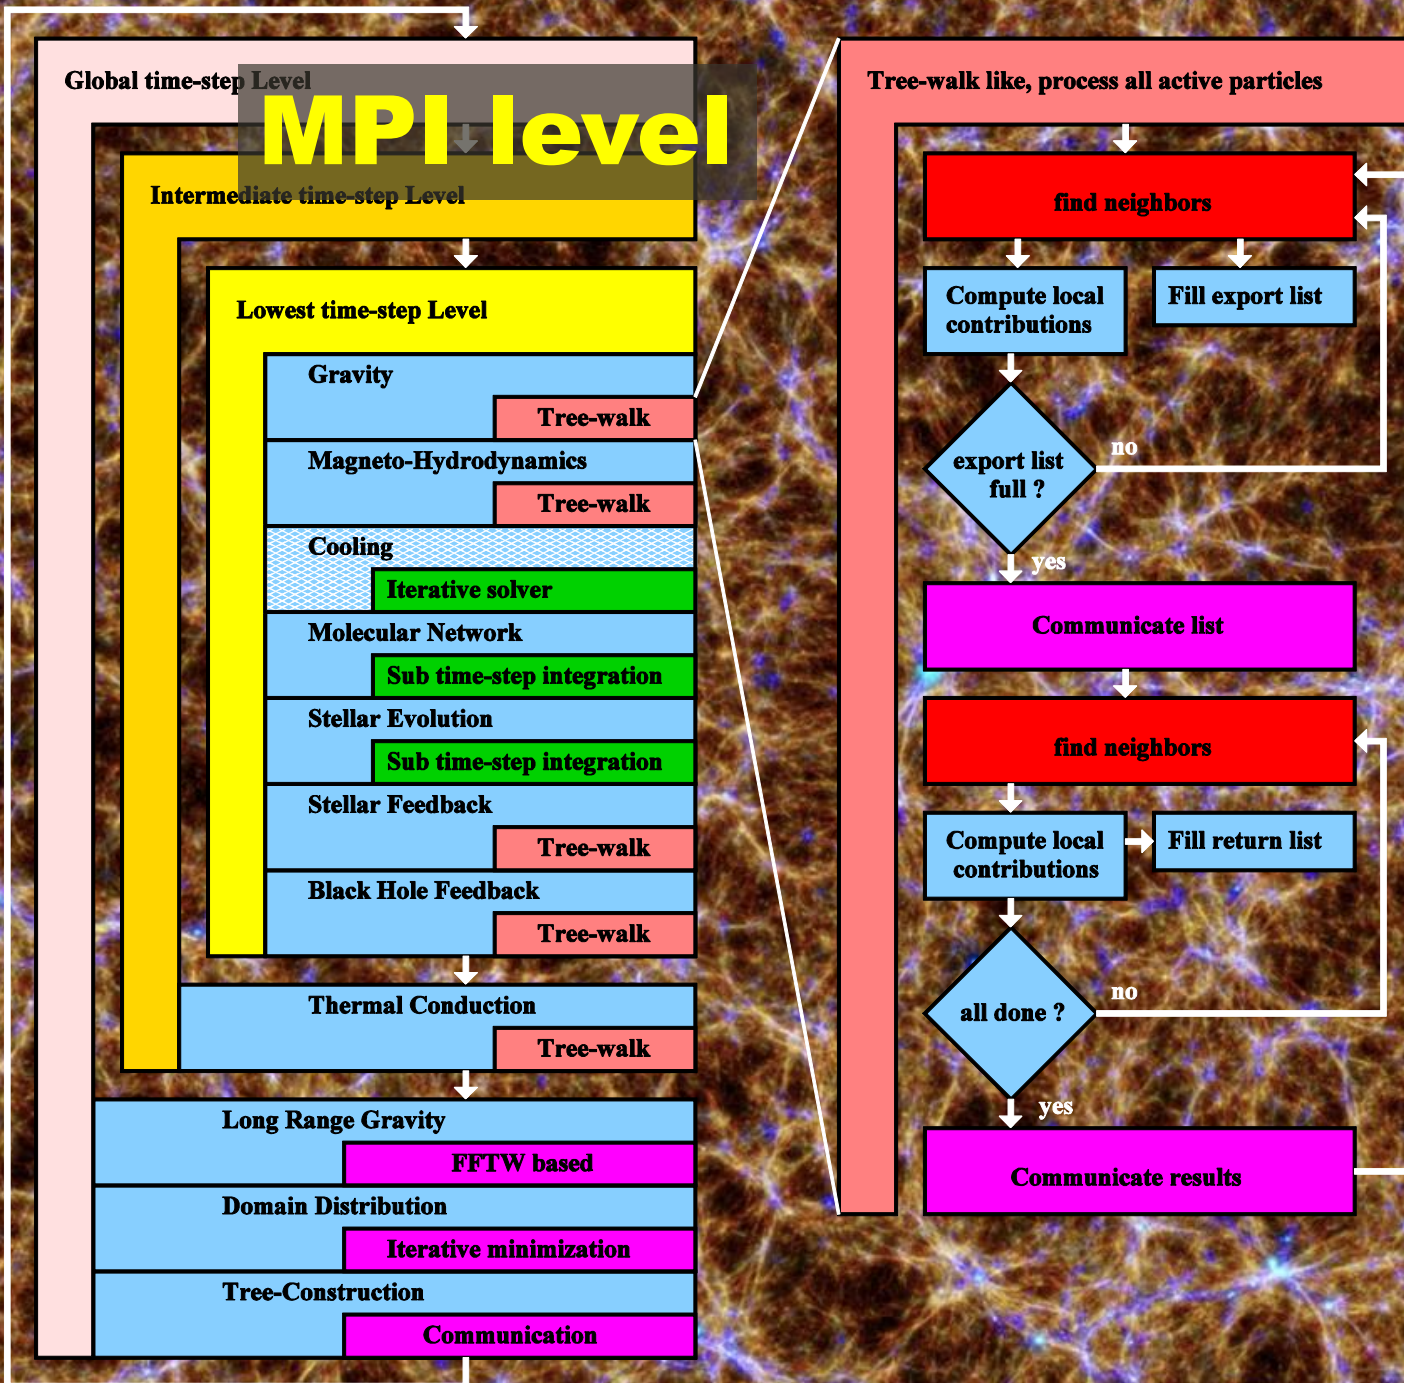 Global time-step Level
MPI level
Intermediate time-step Level
Lowest time-step Level
Gravity
Tree-walk
Magneto-Hydrodynamics
Tree-walk
Cooling
Iterative solver
Molecular Network
Sub time-step integration
Stellar Evolution
Sub time-step integration
Stellar Feedback
Tree-walk
Black Hole Feedback
Tree-walk
Thermal Conduction
Tree-walk
Long Range Gravity
FFTW based
Domain Distribution
Iterative minimization
Tree-Construction
Communication
Tree-walk like, process all active particles
find neighbors
Compute local
contributions
Fill export list
export list
full ?
no
yes
Communicate list
find neighbors
Compute local
contributions
Fill return list
all done ?
no
yes
Communicate results